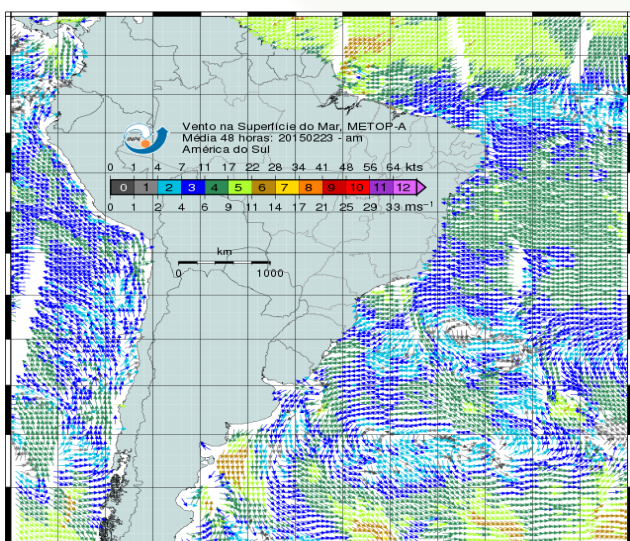 Vento na Superfície do Mar, METOP-A
Média 48 horas: 20150223 - am
América do Sul
0 1 4 7 11 17 22 28 34 41 48 56 64 kts
0 1 2 3 4 5 6 7 8 9 10 11 12
0 1 2 4 6 9 11 14 17 21 25 29 33 ms⁻¹
km
0 1000